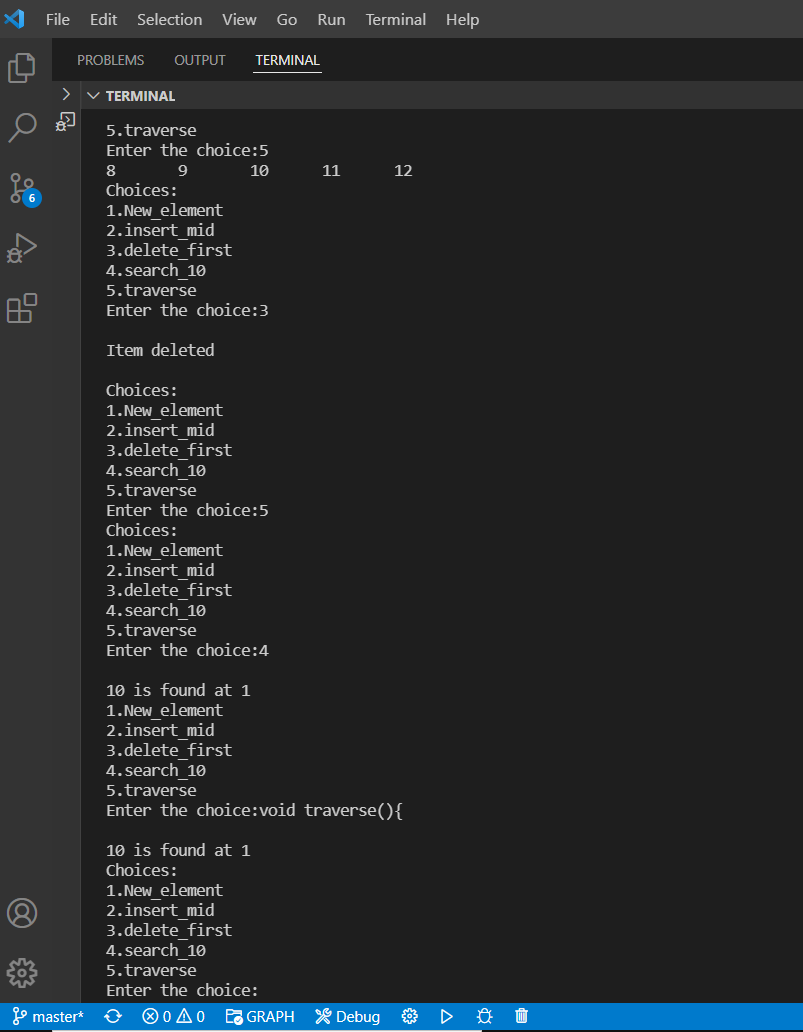 File Edit Selection View Go Run Terminal Help
PROBLEMS OUTPUT TERMINAL
TERMINAL
5.traverse
Enter the choice:5
8 9 10 11 12
Choices:
1.New_element
2.insert_mid
3.delete_first
4.search_10
5.traverse
Enter the choice:3
Item deleted
Choices:
1.New_element
2.insert_mid
3.delete_first
4.search_10
5.traverse
Enter the choice:5
Choices:
1.New_element
2.insert_mid
3.delete_first
4.search_10
5.traverse
Enter the choice:4
10 is found at 1
1.New_element
2.insert_mid
3.delete_first
4.search_10
5.traverse
Enter the choice:void traverse(){
10 is found at 1
Choices:
1.New_element
2.insert_mid
3.delete_first
4.search_10
5.traverse
Enter the choice:
6
master* 0 0 GRAPH Debug